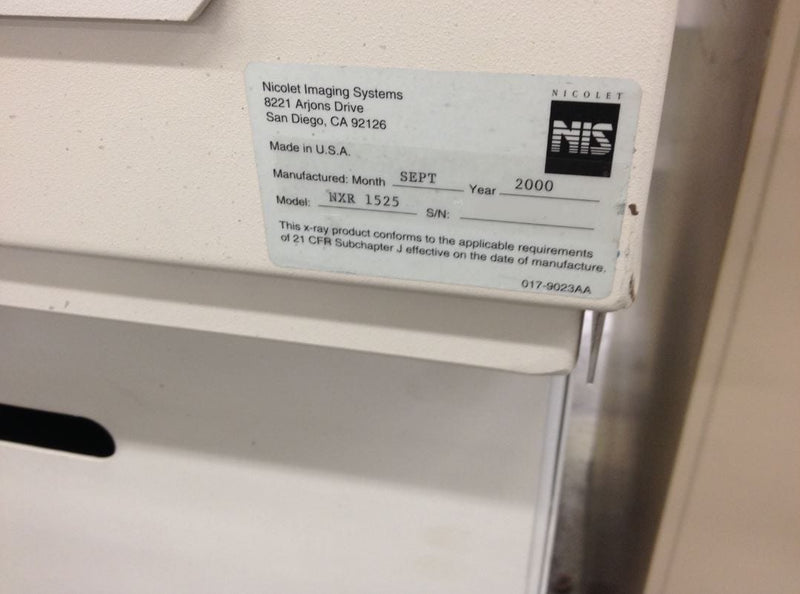 Nicolet Imaging Systems
8221 Arjons Drive
San Diego, CA 92126
NICOLET
NIS
Made in U.S.A.
Manufactured: Month SEPT Year 2000
Model: NXR 1525 S/N:
This x-ray product conforms to the applicable requirements
of 21 CFR Subchapter J effective on the date of manufacture.
017-9023AA